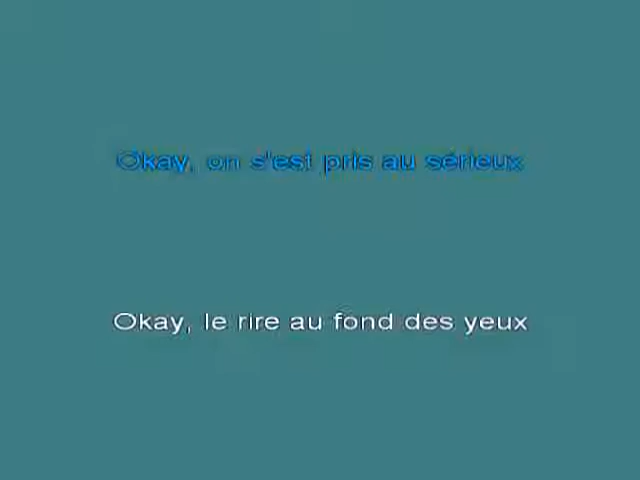 Okay, on s'est pris au sérieux
Okay, le rire au fond des yeux